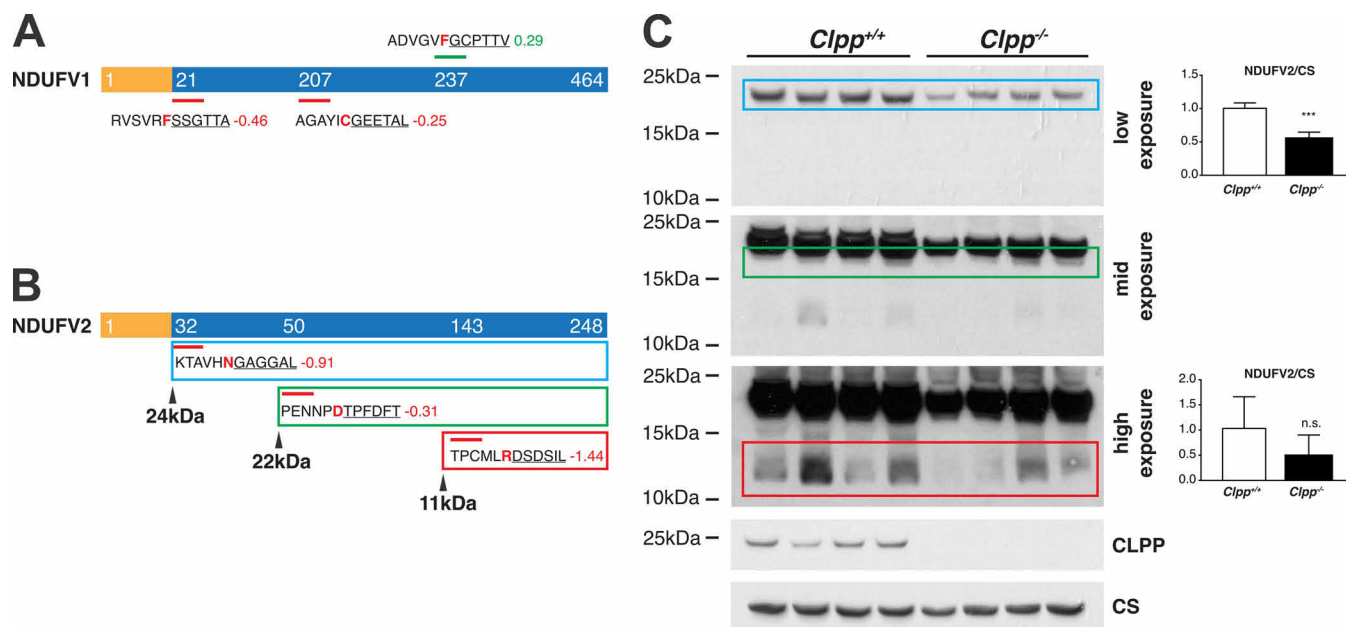 A
ADVGVFGCPTTV 0.29
NDUFV1 1 21 207 237 464
RVSVRFSSGTTA -0.46 AGAYICGEETAL -0.25
B
NDUFV2 1 32 50 143 248
KTAVHNGAGGAL -0.91
24kDa
PENNPDTPFDFT -0.31
22kDa
TPCMLRDSDSIL -1.44
11kDa
C
Clpp+/+ Clpp-/-
25kDa
15kDa
10kDa
low exposure
NDUFV2/CS
1.5
1.0
0.5
0.0
***
Clpp+/+ Clpp-/-
25kDa
15kDa
10kDa
mid exposure
25kDa
15kDa
10kDa
high exposure
NDUFV2/CS
2.0
1.5
1.0
0.5
0.0
n.s.
Clpp+/+ Clpp-/-
25kDa
CLPP
CS